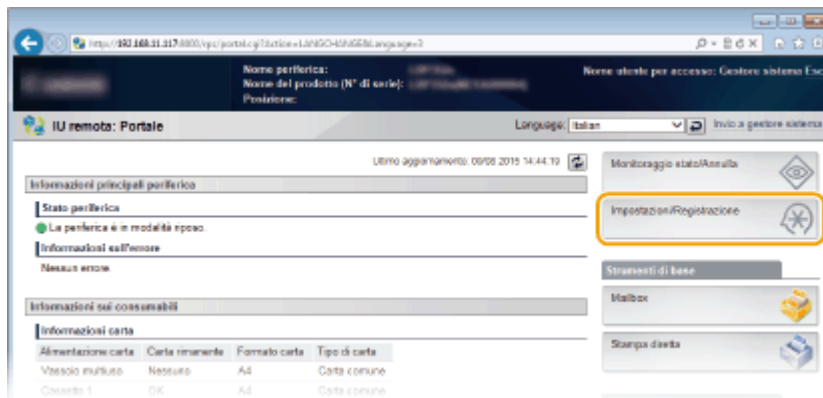 Nome periferica:
Nome del prodotto (N° di serie):
Posizione:
Nome utente per accesso: Gestore sistema Esc
IU remota: Portale
Language: Italian
Invio a gestore sistema
Ultimo aggiornamento: 14:44:19
Informazioni principali periferica
Stato periferica
La periferica è in modalità riposo.
Informazioni sull'errore
Nessun errore.
Informazioni sui consumabili
Informazioni carta
Alimentazione carta Carta rimanente Formato carta Tipo di carta
Vassoio multiuso Nessuno A4 Carta comune
Cassetto 1 OK A4 Carta comune
Monitoraggio stato/Annulla
Impostazioni/Registrazione
Strumenti di base
Mailbox
Stampa diretta